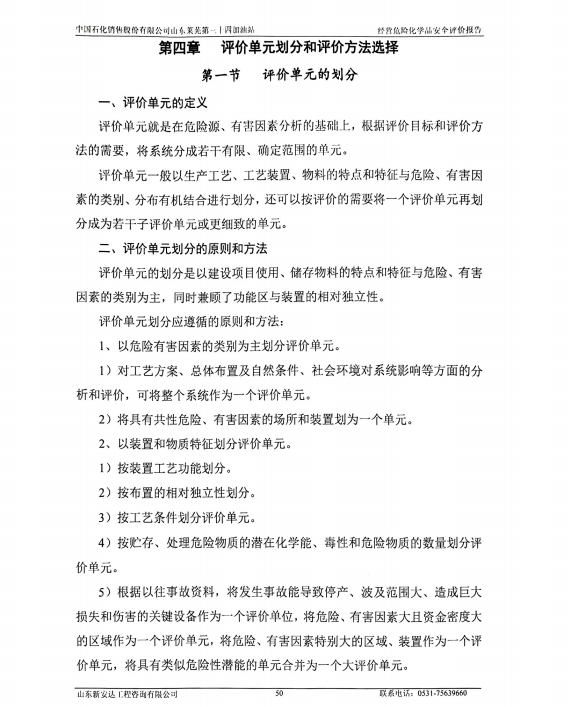 中国石化销售股份有限公司山东莱芜第三十四加油站 经营危险化学品安全评价报告
第四章 评价单元划分和评价方法选择
第一节 评价单元的划分
一、评价单元的定义
评价单元就是在危险源、有害因素分析的基础上，根据评价目标和评价方
法的需要，将系统分成若干有限、确定范围的单元。
评价单元一般以生产工艺、工艺装置、物料的特点和特征与危险、有害因
素的类别、分布有机结合进行划分，还可以按评价的需要将一个评价单元再划
分成为若干子评价单元或更细致的单元。
二、评价单元划分的原则和方法
评价单元的划分是以建设项目使用、储存物料的特点和特征与危险、有害
因素的类别为主，同时兼顾了功能区与装置的相对独立性。
评价单元划分应遵循的原则和方法：
1、以危险有害因素的类别为主划分评价单元。
1）对工艺方案、总体布置及自然条件、社会环境对系统影响等方面的分
析和评价，可将整个系统作为一个评价单元。
2）将具有共性危险、有害因素的场所和装置划为一个单元。
2、以装置和物质特征划分评价单元。
1）按装置工艺功能划分。
2）按布置的相对独立性划分。
3）按工艺条件划分评价单元。
4）按贮存、处理危险物质的潜在化学能、毒性和危险物质的数量划分评
价单元。
5）根据以往事故资料，将发生事故能导致停产、波及范围大、造成巨大
损失和伤害的关键设备作为一个评价单位，将危险、有害因素大且资金密度大
的区域作为一个评价单元，将危险、有害因素特别大的区域、装置作为一个评
价单元，将具有类似危险性潜能的单元合并为一个大评价单元。
山东新安达工程咨询有限公司 50 联系电话：0531-75639660